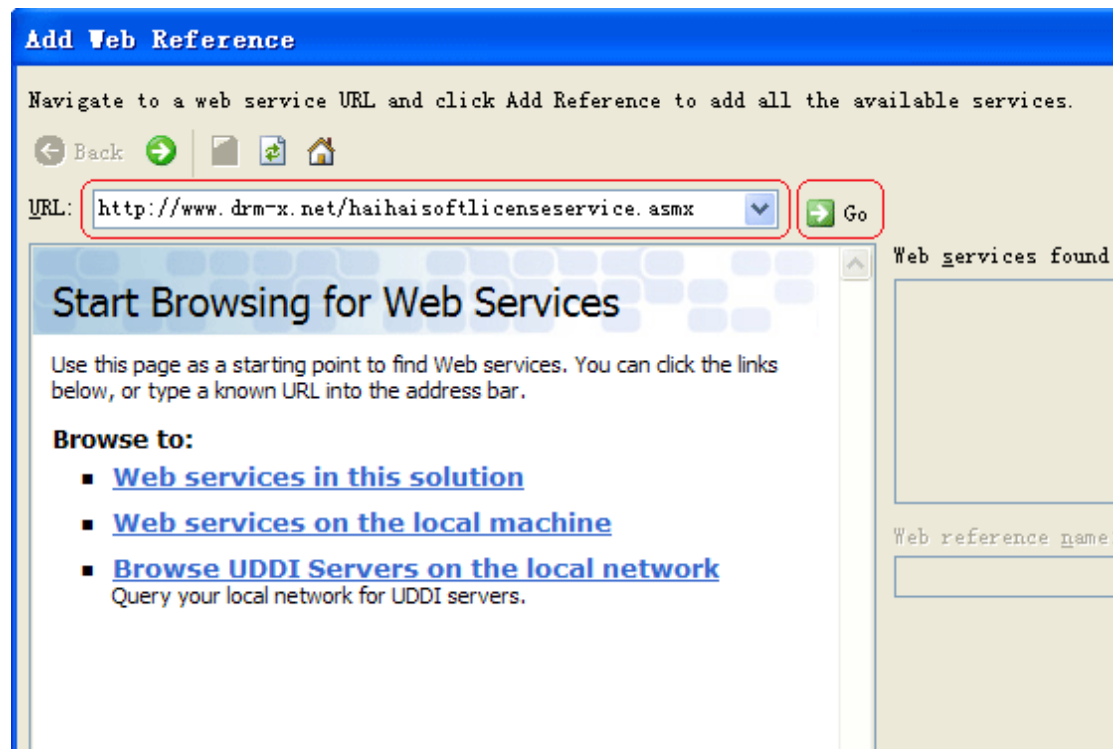 Add Web Reference
Navigate to a web service URL and click Add Reference to add all the available services.
Back
URL: http://www.drm-x.net/haihaisoftlicenseservice.asmx Go
Web services found
Start Browsing for Web Services
Use this page as a starting point to find Web services. You can click the links
below, or type a known URL into the address bar.
Browse to:
Web services in this solution
Web services on the local machine
Web reference name
Browse UDDI Servers on the local network
Query your local network for UDDI servers.